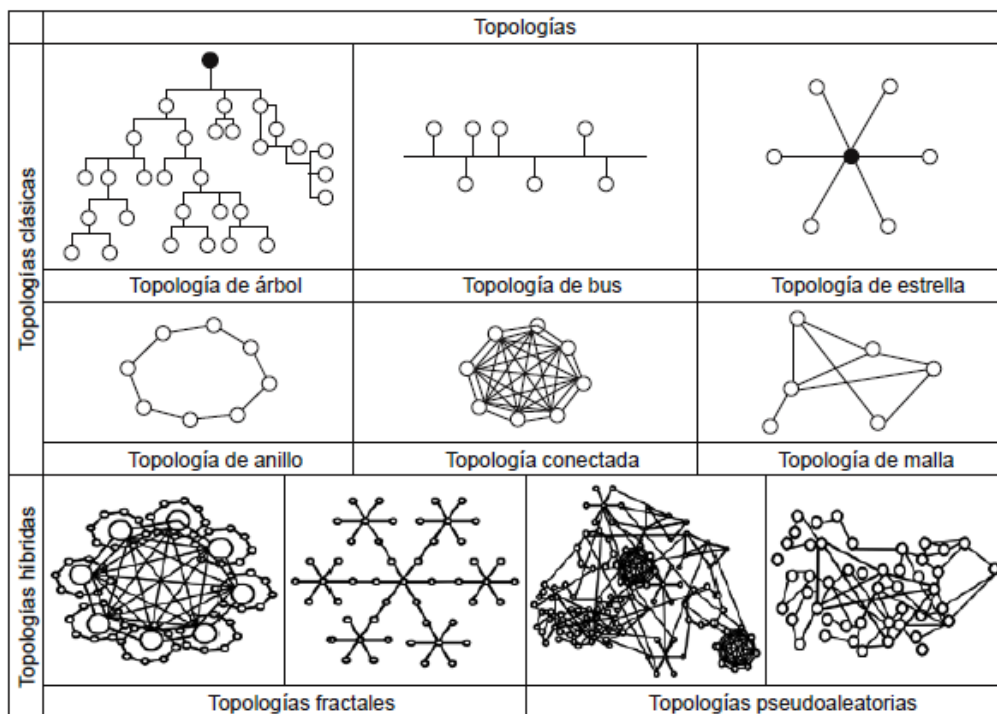 Topologías
Topologías clásicas
Topología de árbol
Topología de bus
Topología de estrella
Topología de anillo
Topología conectada
Topología de malla
Topologías híbridas
Topologías fractales
Topologías pseudoaleatorias